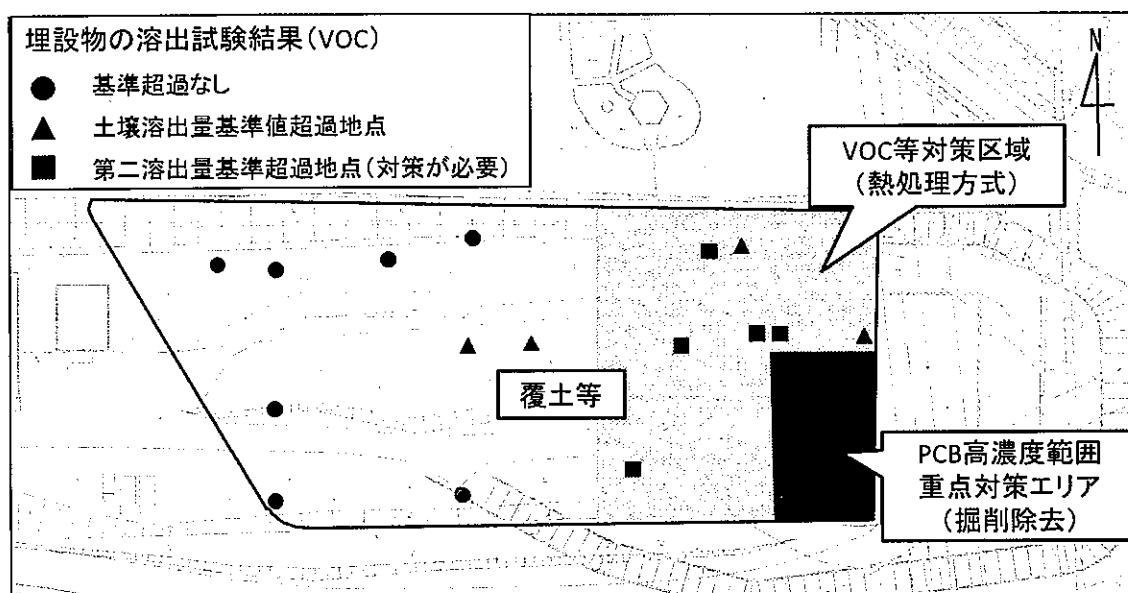 埋設物の溶出試験結果(VOC)
基準超過なし
土壌溶出量基準値超過地点
第二溶出量基準超過地点(対策が必要)
N
VOC等対策区域
(熱処理方式)
覆土等
PCB高濃度範囲
重点対策エリア
(掘削除去)